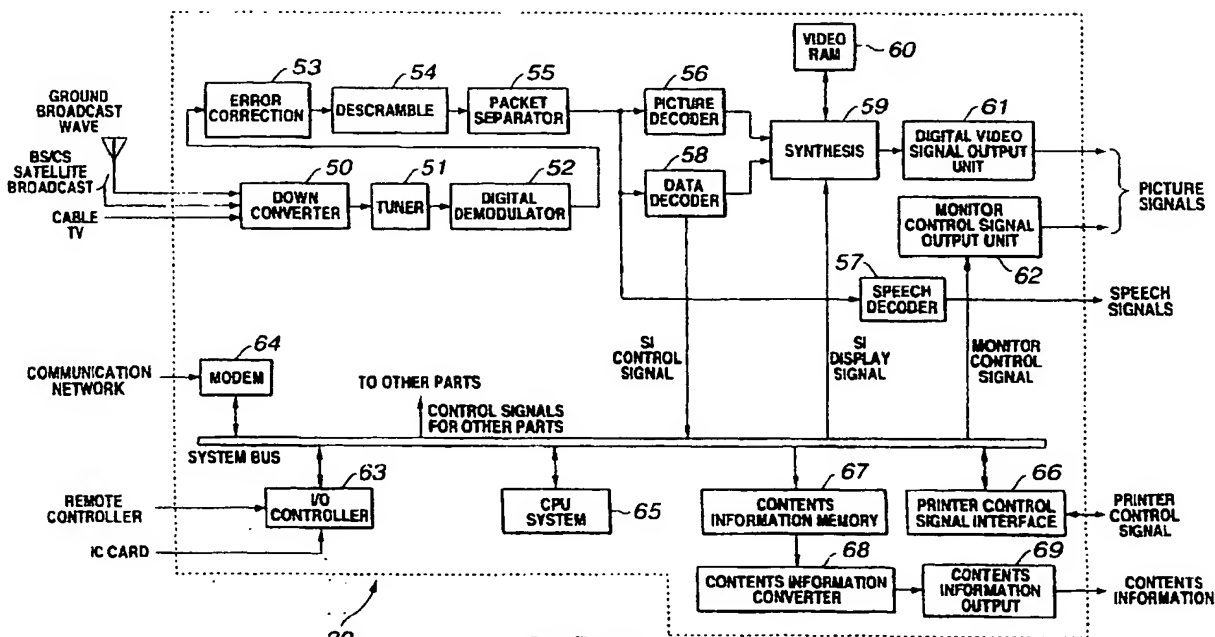 VIDEO
RAM
60
53
ERROR
CORRECTION
54
DESCRAMBLE
55
PACKET
SEPARATOR
56
PICTURE
DECODER
59
SYNTHESIS
61
DIGITAL VIDEO
SIGNAL OUTPUT
UNIT
GROUND
BROADCAST
WAVE
BS/CS
SATELLITE
BROADCAST
CABLE
TV
50
DOWN
CONVERTER
51
TUNER
52
DIGITAL
DEMODULATOR
58
DATA
DECODER
MONITOR
CONTROL SIGNAL
OUTPUT UNIT
62
PICTURE
SIGNALS
57
SPEECH
DECODER
SPEECH
SIGNALS
SI
CONTROL
SIGNAL
SI
DISPLAY
SIGNAL
MONITOR
CONTROL
SIGNAL
COMMUNICATION
NETWORK
64
MODEM
TO OTHER PARTS
CONTROL SIGNALS
FOR OTHER PARTS
SYSTEM BUS
REMOTE
CONTROLLER
IC CARD
63
I/O
CONTROLLER
CPU
SYSTEM
65
67
CONTENTS
INFORMATION MEMORY
66
PRINTER CONTROL
SIGNAL INTERFACE
PRINTER
CONTROL
SIGNAL
68
CONTENTS INFORMATION
CONVERTER
69
CONTENTS
INFORMATION
OUTPUT
CONTENTS
INFORMATION